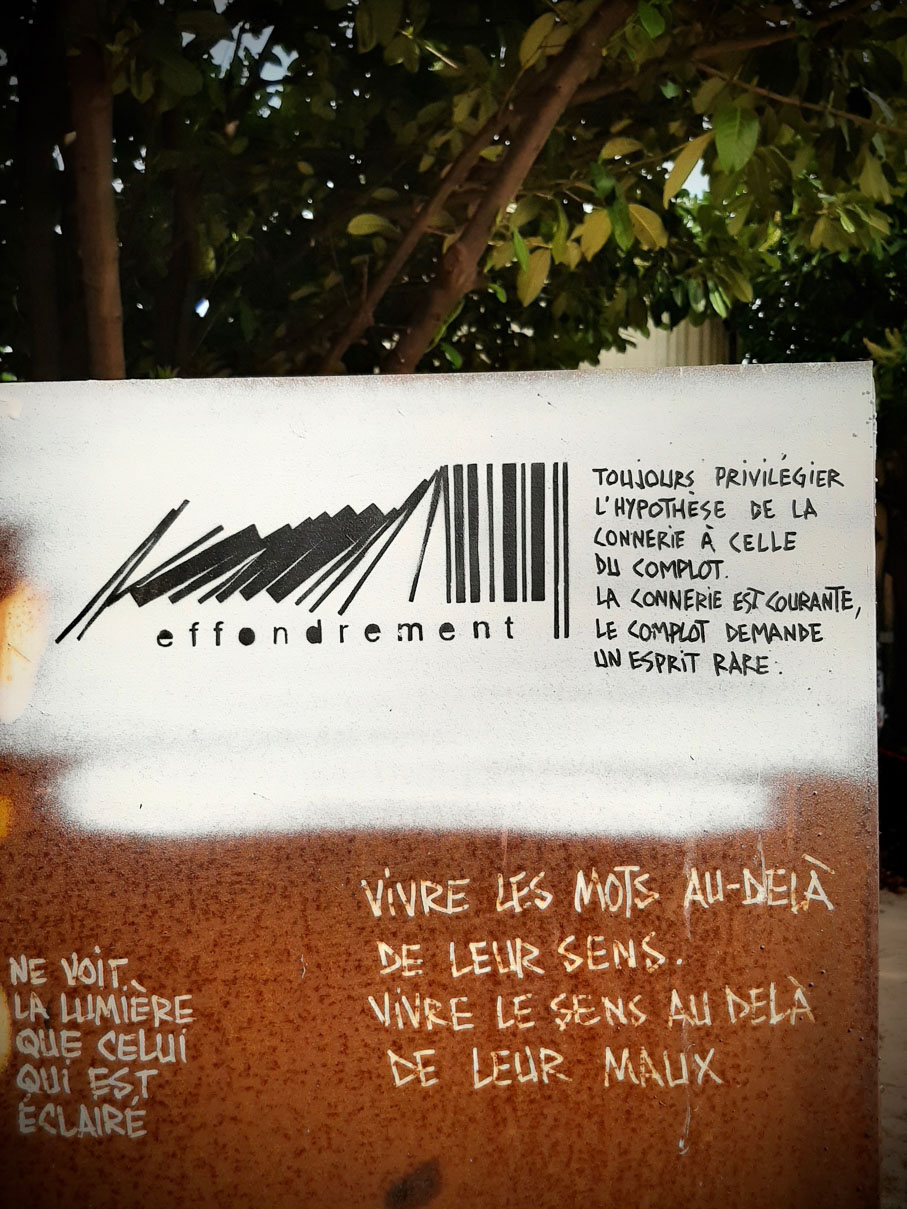 effondrement
TOUJOURS PRIVILÉGIER
L'HYPOTHÈSE DE LA
CONNERIE À CELLE
DU COMPLOT.
LA CONNERIE EST COURANTE,
LE COMPLOT DEMANDE
UN ESPRIT RARE.
VIVRE LES MOTS AU-DELÀ
DE LEUR SENS.
VIVRE LE SENS AU DELÀ
DE LEUR MAUX
NE VOIT
LA LUMIÈRE
QUE CELUI
QUI EST
ÉCLAIRÉ